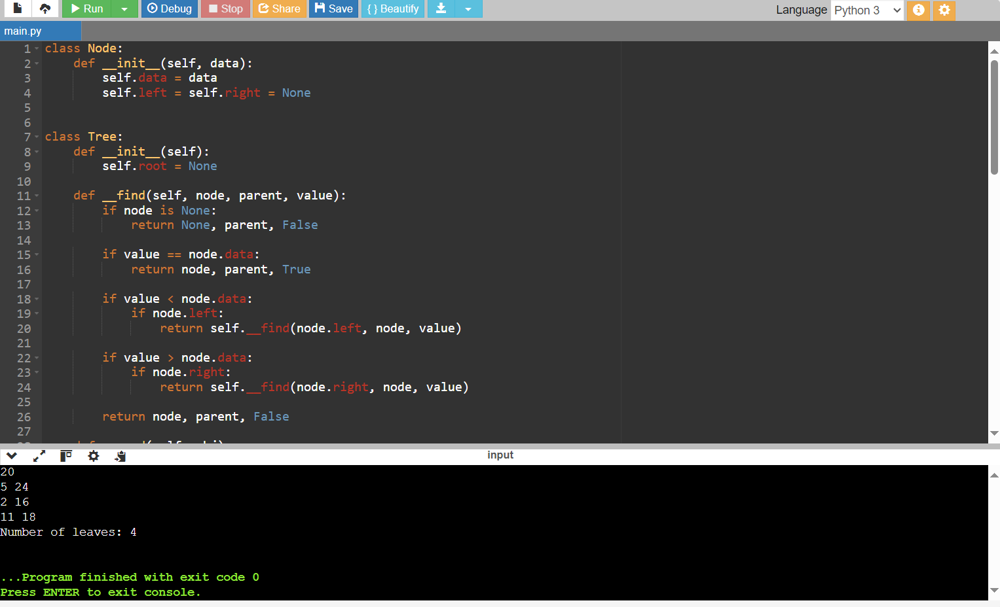 Run Debug Stop Share Save { } Beautify Language Python 3
main.py
1 class Node:
2     def __init__(self, data):
3         self.data = data
4         self.left = self.right = None
5
6
7 class Tree:
8     def __init__(self):
9         self.root = None
10
11     def __find(self, node, parent, value):
12         if node is None:
13             return None, parent, False
14
15         if value == node.data:
16             return node, parent, True
17
18         if value < node.data:
19             if node.left:
20                 return self.__find(node.left, node, value)
21
22         if value > node.data:
23             if node.right:
24                 return self.__find(node.right, node, value)
25
26         return node, parent, False
27
input
20
5 24
2 16
11 18
Number of leaves: 4
...Program finished with exit code 0
Press ENTER to exit console.